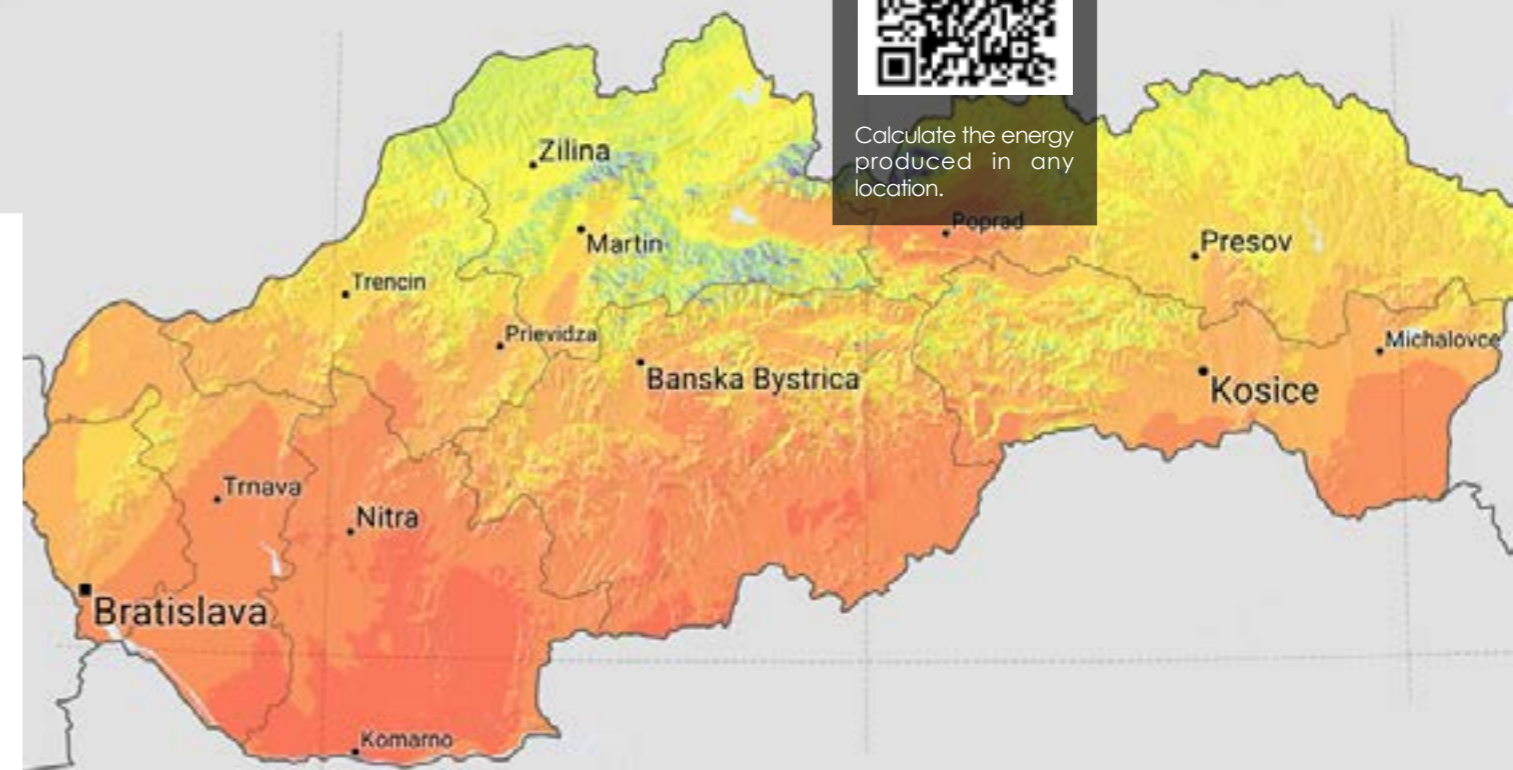 Calculate the energy
produced in any
location.
Zilina
Martin
Poprad
Presov
Trencin
Prievidza
Michalovce
Banska Bystrica
Kosice
Trnava
Nitra
Bratislava
Komarno